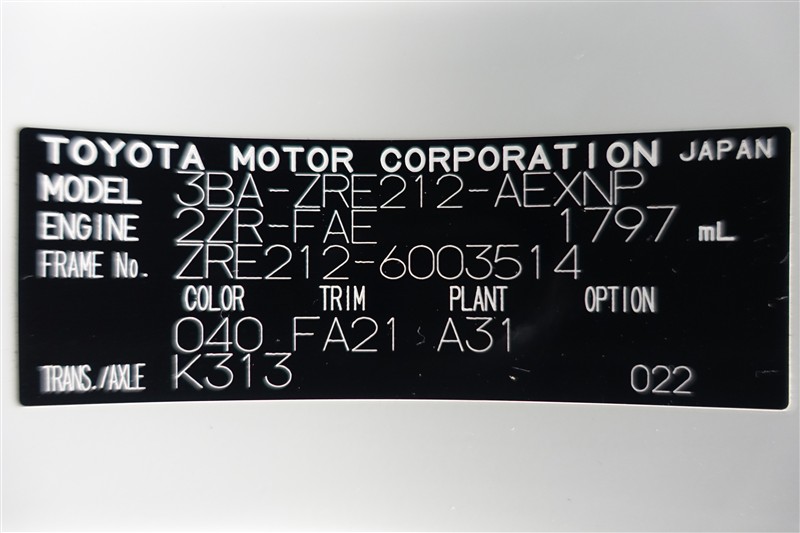 TOYOTA MOTOR CORPORATION JAPAN
MODEL 3BA-ZRE212-AEXNP
ENGINE 2ZR-FAE 1797 mL
FRAME No. ZRE212-6003514
COLOR TRIM PLANT OPTION
040 FA21 A31
TRANS./AXLE K313 022